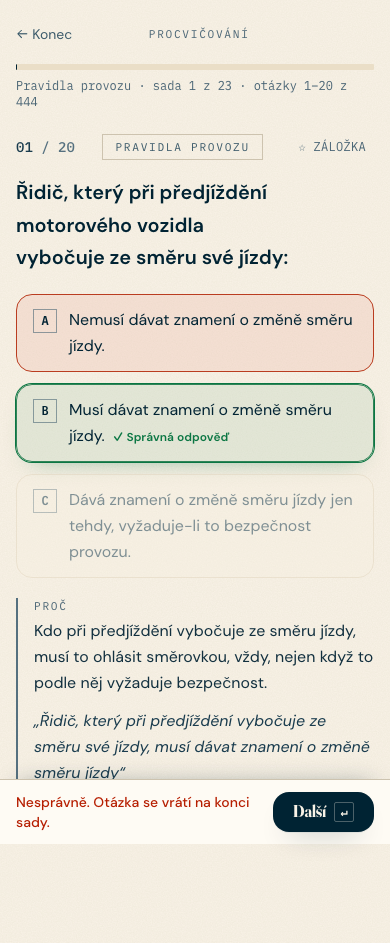 ← Konec
PROCVIČOVÁNÍ
Pravidla provozu · sada 1 z 23 · otázky 1–20 z
444
01 / 20
PRAVIDLA PROVOZU
☆ ZÁLOŽKA
Řidič, který při předjíždění
motorového vozidla
vybočuje ze směru své jízdy:
A Nemusí dávat znamení o změně směru
jízdy.
B Musí dávat znamení o změně směru
jízdy. ✓ Správná odpověď
C Dává znamení o změně směru jízdy jen
tehdy, vyžaduje-li to bezpečnost
provozu.
PROČ
Kdo při předjíždění vybočuje ze směru jízdy,
musí to ohlásit směrovkou, vždy, nejen když to
podle něj vyžaduje bezpečnost.
„Řidič, který při předjíždění vybočuje ze
směru své jízdy, musí dávat znamení o změně
směru jízdy“
Nesprávně. Otázka se vrátí na konci
sady.
Další ↵